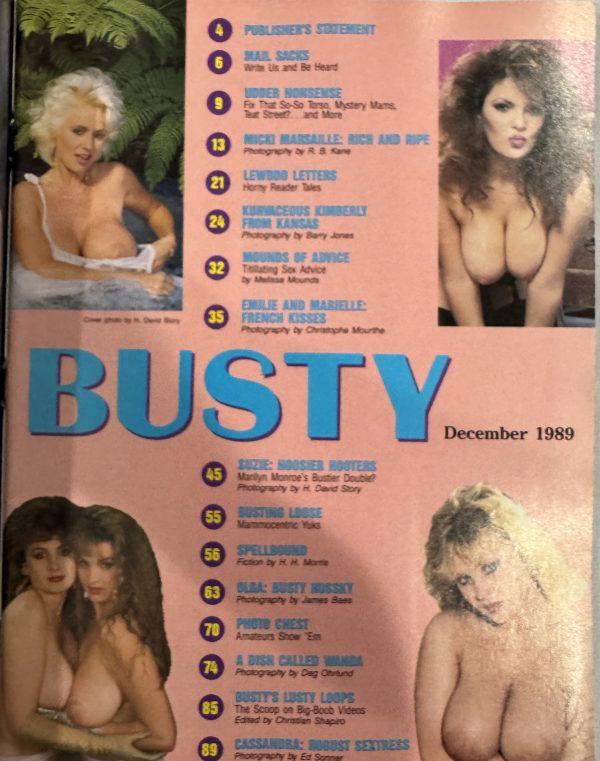 4 PUBLISHER'S STATEMENT
6 MAIL SACKS
Write Us and Be Heard
9 UDDER NONSENSE
Fix That So-So Torso, Mystery Mams,
Teat Street?....and More
13 MICKI MARSAILLE: RICH AND RIPE
Photography by R. B. Kane
21 LEWDOO LETTERS
Horny Reader Tales
24 KURVACEOUS KIMBERLY
FROM KANSAS
Photography by Barry Jones
32 MOUNDS OF ADVICE
Titillating Sex Advice
by Melissa Mounds
35 EMILIE AND MARIELLE:
FRENCH KISSES
Photography by Christophe Mourthe
Cover photo by H. David Story
BUSTY
December 1989
45 SUZIE: HOOSIER HOOTERS
Marilyn Monroe's Bustier Double?
Photography by H. David Story
55 BUSTING LOOSE
Mammocentric Yuks
56 SPELLBOUND
Fiction by H. H. Morris
63 OLGA: BUSTY HUSSKY
Photography by James Baes
70 PHOTO CHEST
Amateurs Show 'Em
74 A DISH CALLED WANDA
Photography by Dag Ohrlund
85 BUSTY'S LUSTY LOOPS
The Scoop on Big-Boob Videos
Edited by Christian Shapiro
89 CASSANDRA: ROBUST SEXTRESS
Photography by Ed Sonner